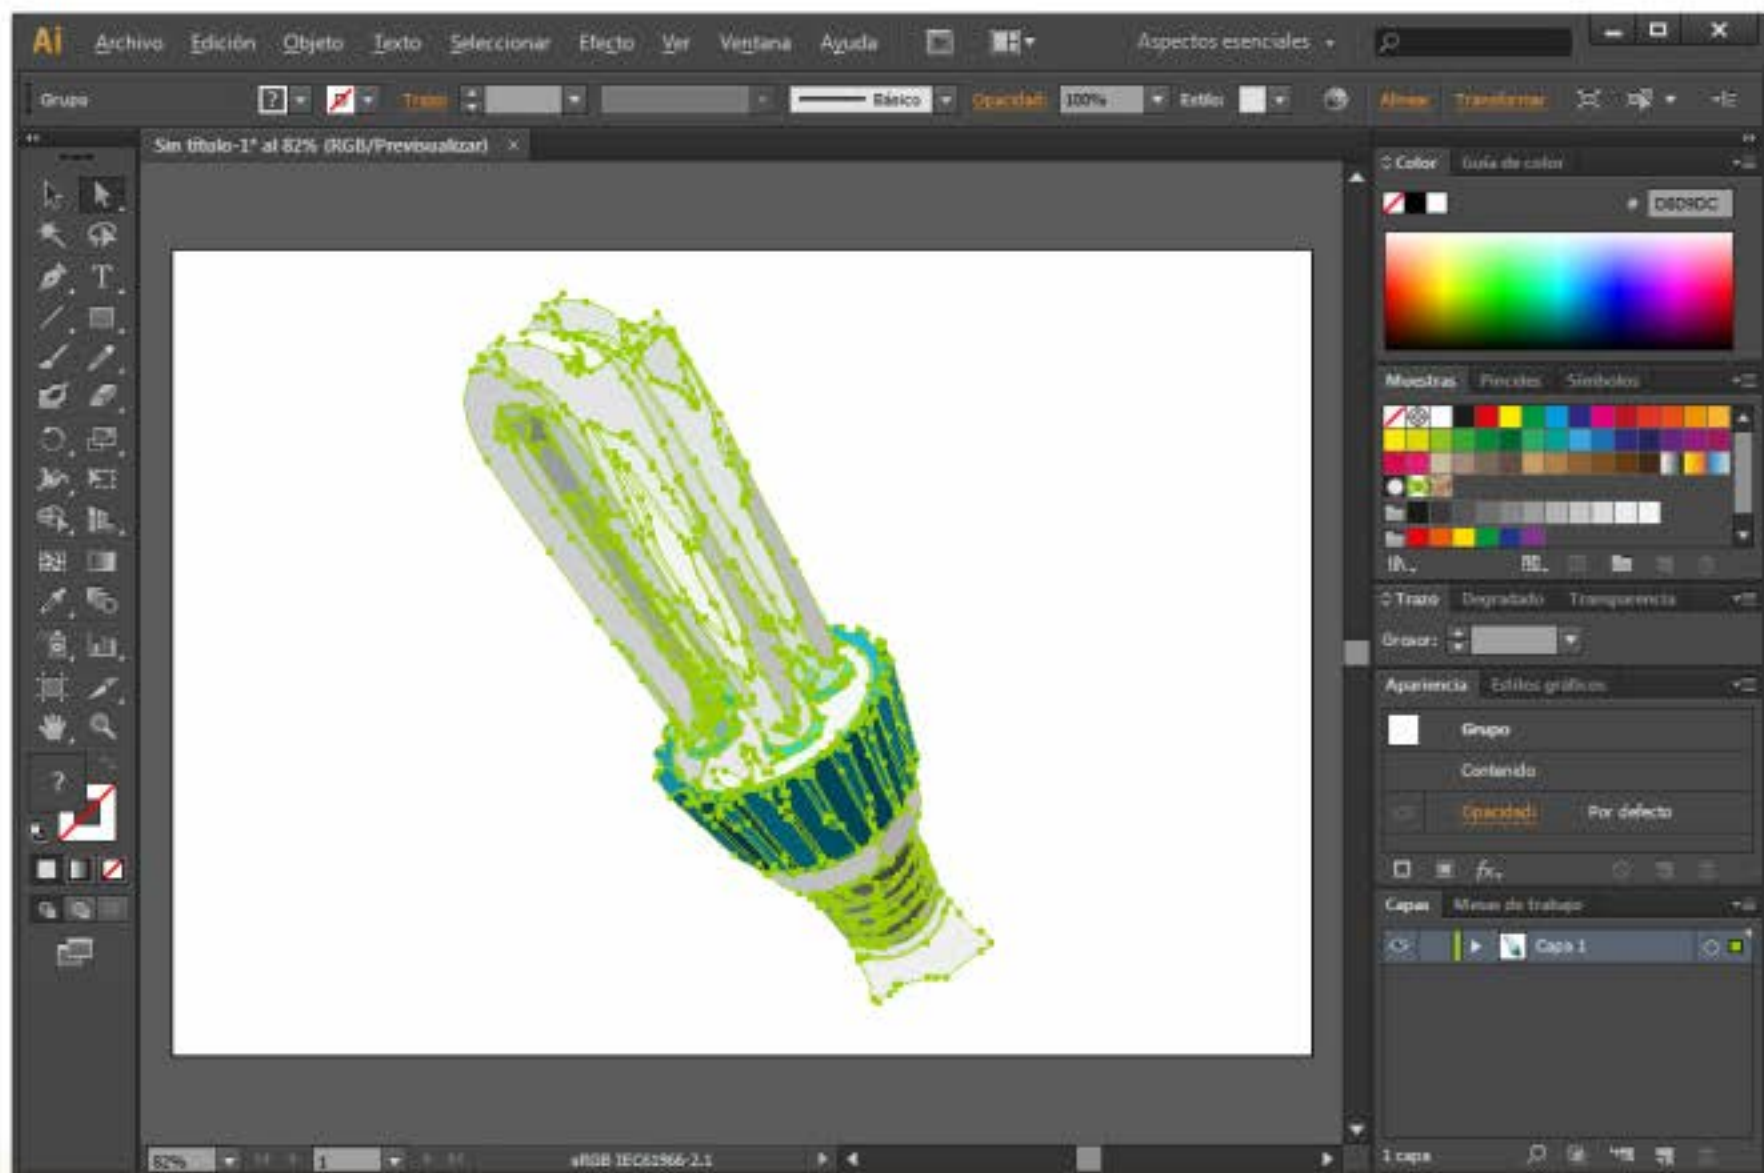 Ai Archivo Edición Objeto Texto Seleccionar Efecto Ver Ventana Ayuda Aspectos esenciales
Grupo ? Trazo: Básico Opacidad: 100% Estilo: Alinear Transformar
Sin título-1* al 82% (RGB/Previsualizar) ×
Color Guía de color
# D8D9DC
Muestras Pinceles Símbolos
Trazo Degradado Transparencia
Grosor:
Apariencia Estilos gráficos
Grupo
Contenido
Opacidad: Por defecto
fx
Capas Mesas de trabajo
Capa 1
T
?
82% 1 sRGB IEC61966-2.1
1 capa